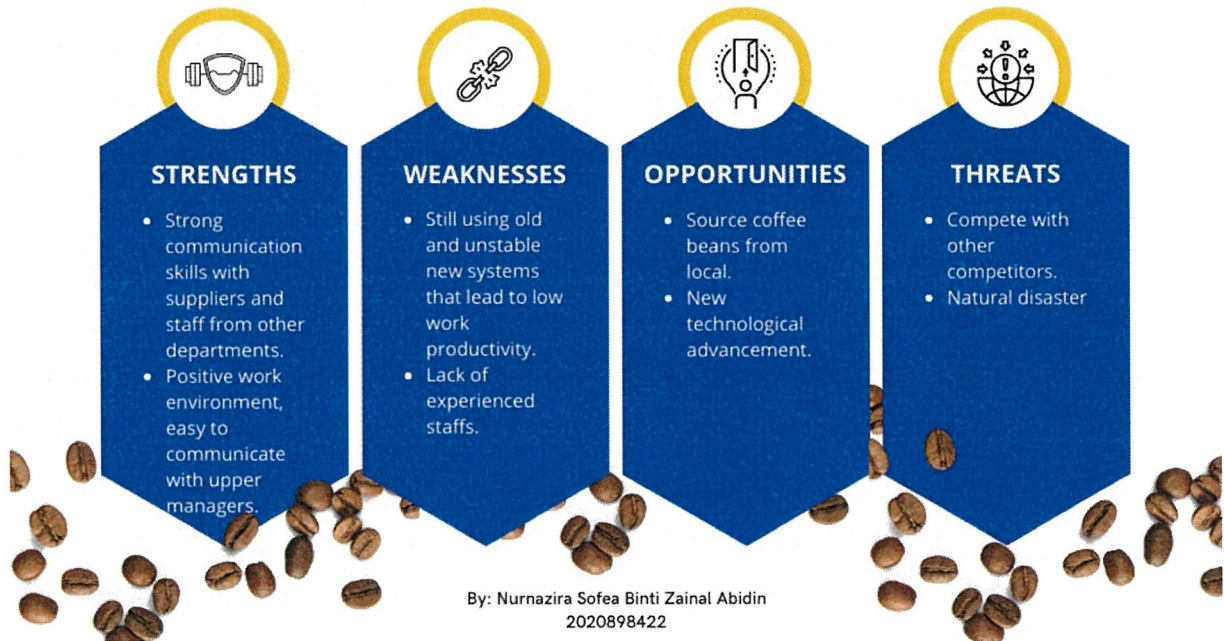 STRENGTHS
• Strong
communication
skills with
suppliers and
staff from other
departments.
• Positive work
environment,
easy to
communicate
with upper
managers.
WEAKNESSES
• Still using old
and unstable
new systems
that lead to low
work
productivity.
• Lack of
experienced
staffs.
OPPORTUNITIES
• Source coffee
beans from
local.
• New
technological
advancement.
THREATS
• Compete with
other
competitors.
• Natural disaster
By: Nurnazira Sofea Binti Zainal Abidin
2020898422